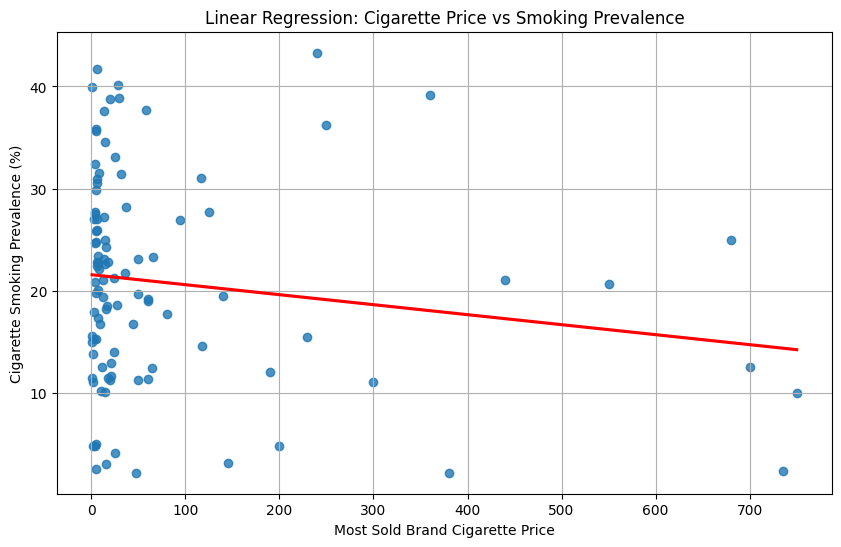 Linear Regression: Cigarette Price vs Smoking Prevalence
Cigarette Smoking Prevalence (%)
40
30
20
10
0 100 200 300 400 500 600 700
Most Sold Brand Cigarette Price